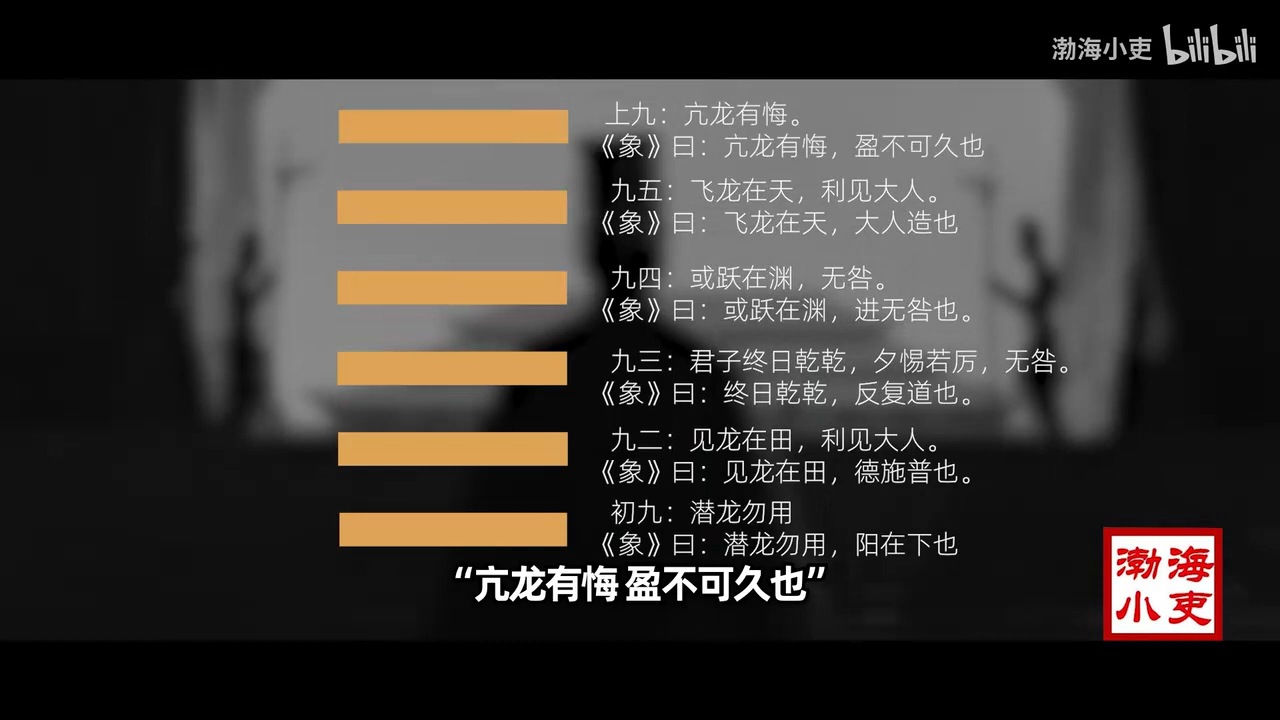 渤海小吏 bilibili
上九：亢龙有悔。
《象》曰：亢龙有悔，盈不可久也
九五：飞龙在天，利见大人。
《象》曰：飞龙在天，大人造也
九四：或跃在渊，无咎。
《象》曰：或跃在渊，进无咎也。
九三：君子终日乾乾，夕惕若厉，无咎。
《象》曰：终日乾乾，反复道也。
九二：见龙在田，利见大人。
《象》曰：见龙在田，德施普也。
初九：潜龙勿用
《象》曰：潜龙勿用，阳在下也
“亢龙有悔 盈不可久也”
渤海
小吏